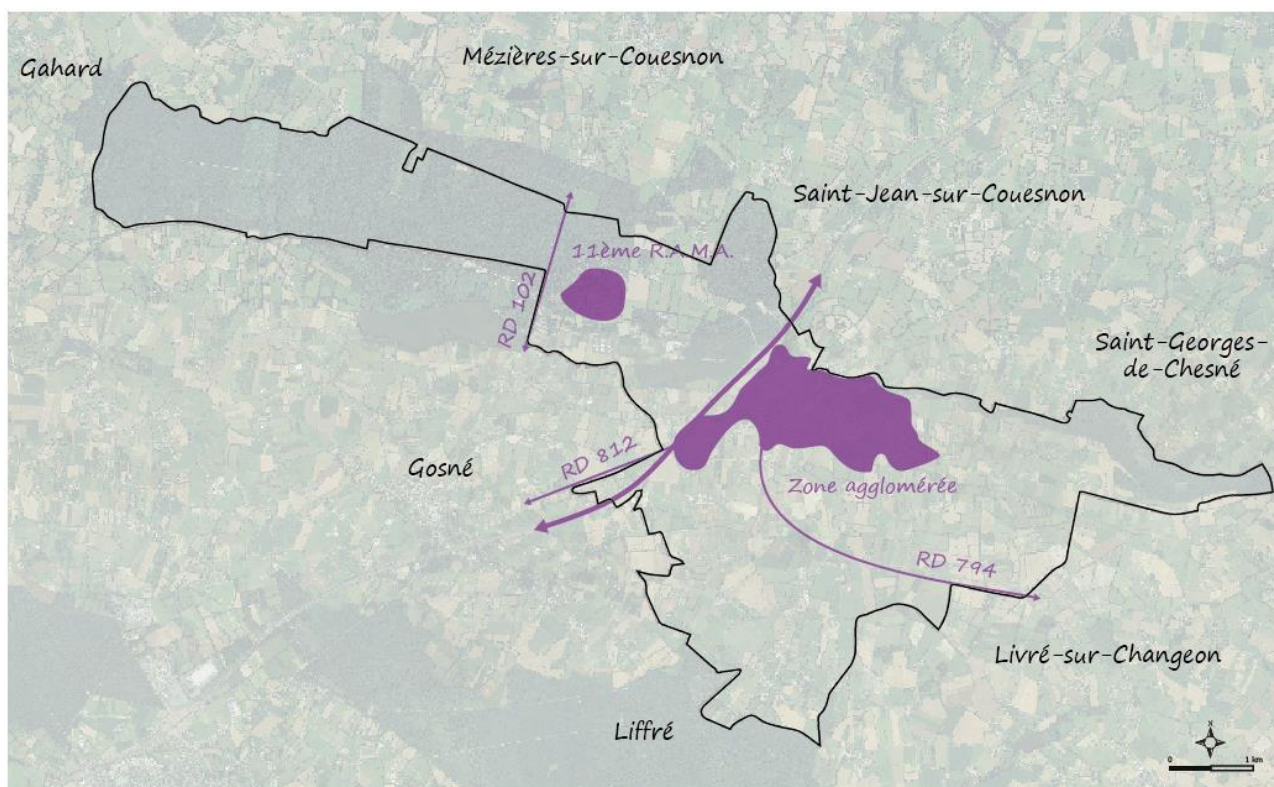 Mézières-sur-Couesnon
Gahard
Saint-Jean-sur-Couesnon
11ème R.A.M.A.
RD 102
Saint-Georges-
de-Chesné
RD 812
Gosné
Zone agglomérée
RD 794
Livré-sur-Changeon
Liffré
0 1 km